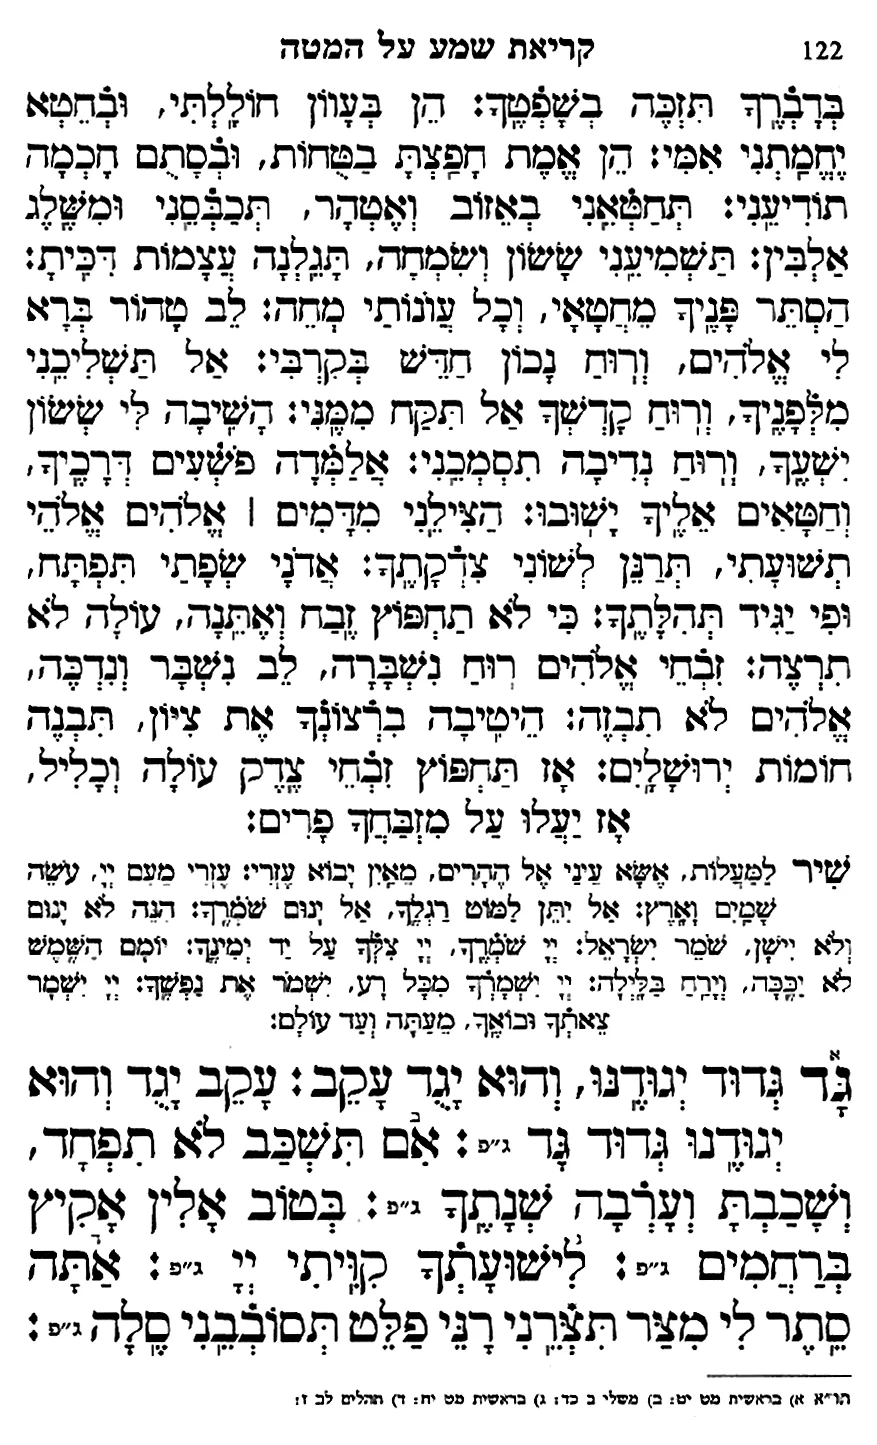 122 קריאת שמע על המטה
בְּדָבְרֶךָ תִּזְכֶּה בְשָׁפְטֶךָ: הֵן בְּעָווֹן חוֹלָלְתִּי, וּבְחֵטְא
יֶחֱמַתְנִי אִמִּי: הֵן אֱמֶת חָפַצְתָּ בַטֻּחוֹת, וּבְסָתֻם חָכְמָה
תוֹדִיעֵנִי: תְּחַטְּאֵנִי בְאֵזוֹב וְאֶטְהָר, תְּכַבְּסֵנִי וּמִשֶּׁלֶג
אַלְבִּין: תַּשְׁמִיעֵנִי שָׂשׂוֹן וְשִׂמְחָה, תָּגֵלְנָה עֲצָמוֹת דִּכִּיתָ:
הַסְתֵּר פָּנֶיךָ מֵחֲטָאָי, וְכָל עֲוֹנוֹתַי מְחֵה: לֵב טָהוֹר בְּרָא
לִי אֱלֹהִים, וְרוּחַ נָכוֹן חַדֵּשׁ בְּקִרְבִּי: אַל תַּשְׁלִיכֵנִי
מִלְּפָנֶיךָ, וְרוּחַ קָדְשְׁךָ אַל תִּקַּח מִמֶּנִּי: הָשִׁיבָה לִּי שְׂשׂוֹן
יִשְׁעֶךָ, וְרוּחַ נְדִיבָה תִסְמְכֵנִי: אֲלַמְּדָה פֹשְׁעִים דְּרָכֶיךָ,
וְחַטָּאִים אֵלֶיךָ יָשׁוּבוּ: הַצִּילֵנִי מִדָּמִים | אֱלֹהִים אֱלֹהֵי
תְשׁוּעָתִי, תְּרַנֵּן לְשׁוֹנִי צִדְקָתֶךָ: אֲדֹנָי שְׂפָתַי תִּפְתָּח,
וּפִי יַגִּיד תְּהִלָּתֶךָ: כִּי לֹא תַחְפּוֹץ זֶבַח וְאֶתֵּנָה, עוֹלָה לֹא
תִרְצֶה: זִבְחֵי אֱלֹהִים רוּחַ נִשְׁבָּרָה, לֵב נִשְׁבָּר וְנִדְכֶּה,
אֱלֹהִים לֹא תִבְזֶה: הֵיטִיבָה בִרְצוֹנְךָ אֶת צִיּוֹן, תִּבְנֶה
חוֹמוֹת יְרוּשָׁלָיִם: אָז תַּחְפּוֹץ זִבְחֵי צֶדֶק עוֹלָה וְכָלִיל,
אָז יַעֲלוּ עַל מִזְבַּחֲךָ פָרִים:
שִׁיר לַמַּעֲלוֹת, אֶשָּׂא עֵינַי אֶל הֶהָרִים, מֵאַיִן יָבוֹא עֶזְרִי: עֶזְרִי מֵעִם יְיָ, עֹשֵׂה
שָׁמַיִם וָאָרֶץ: אַל יִתֵּן לַמּוֹט רַגְלֶךָ, אַל יָנוּם שֹׁמְרֶךָ: הִנֵּה לֹא יָנוּם
וְלֹא יִישָׁן, שׁוֹמֵר יִשְׂרָאֵל: יְיָ שֹׁמְרֶךָ, יְיָ צִלְּךָ עַל יַד יְמִינֶךָ: יוֹמָם הַשֶּׁמֶשׁ
לֹא יַכֶּכָּה, וְיָרֵחַ בַּלָּיְלָה: יְיָ יִשְׁמָרְךָ מִכָּל רָע, יִשְׁמֹר אֶת נַפְשֶׁךָ: יְיָ יִשְׁמָר
צֵאתְךָ וּבוֹאֶךָ, מֵעַתָּה וְעַד עוֹלָם:
גָּד א גְּדוּד יְגוּדֶנּוּ, וְהוּא יָגֻד עָקֵב: עָקֵב יָגֻד וְהוּא
יְגוּדֶנּוּ גְּדוּד גָּד ג״פ: ב אִם תִּשְׁכַּב לֹא תִפְחָד,
וְשָׁכַבְתָּ וְעָרְבָה שְׁנָתֶךָ ג״פ: בְּטוֹב אָלִין אָקִיץ
בְּרַחֲמִים ג״פ: ג לִישׁוּעָתְךָ קִוִּיתִי יְיָ ג״פ: ד אַתָּה
סֵתֶר לִי מִצַּר תִּצְּרֵנִי רָנֵּי פַלֵּט תְּסוֹבְבֵנִי סֶלָה ג״פ:
תו״א א) בראשית מט יט: ב) משלי ב כד: ג) בראשית מט יח: ד) תהלים לב ז: